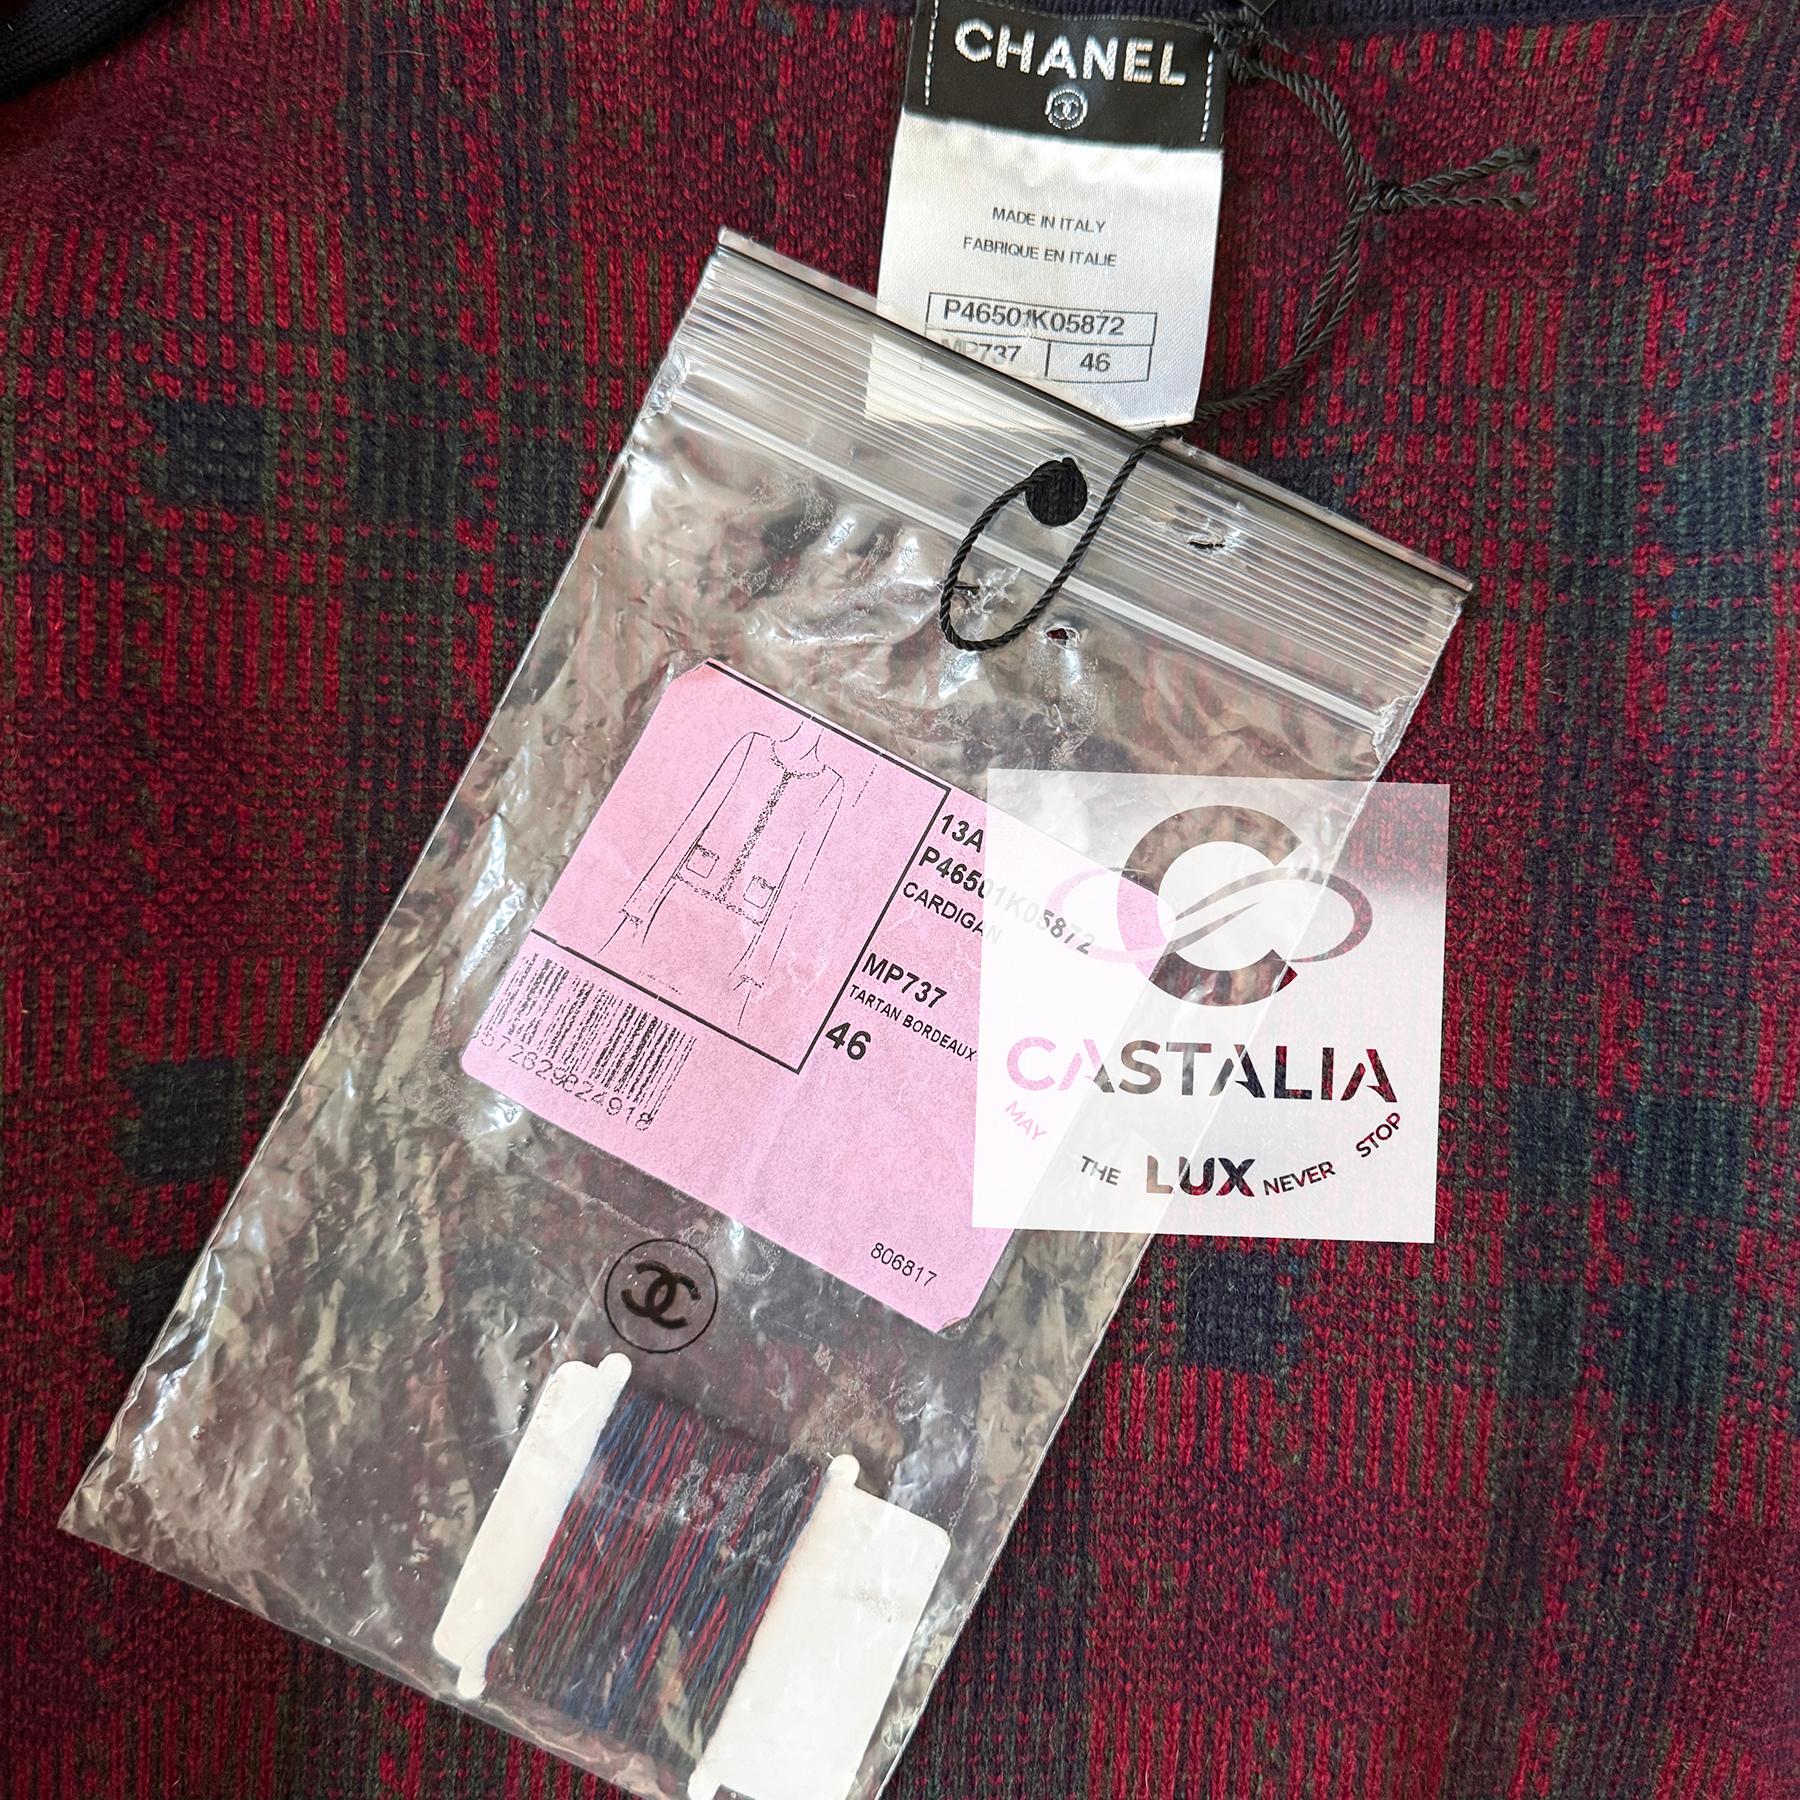 CHANEL
MADE IN ITALY
FABRIQUE EN ITALIE
P46501K05872
MP737 46
13A
P46501K05872
CARDIGAN
MP737
TARTAN BORDEAUX
46
806817
CASTALIA
MAY THE LUX NEVER STOP